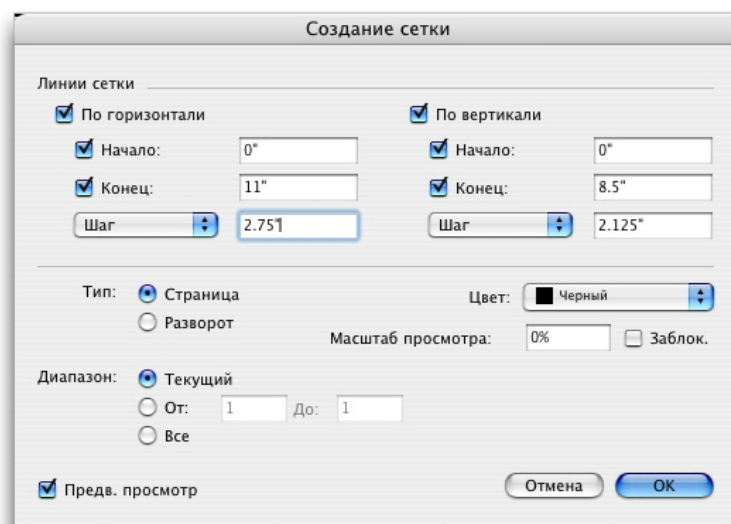 Создание сетки
Линии сетки
По горизонтали По вертикали
Начало: 0" Начало: 0"
Конец: 11" Конец: 8.5"
Шаг 2.75" Шаг 2.125"
Тип: Страница Цвет: Черный
Разворот
Масштаб просмотра: 0% Заблок.
Диапазон: Текущий
От: 1 До: 1
Все
Предв. просмотр Отмена OK